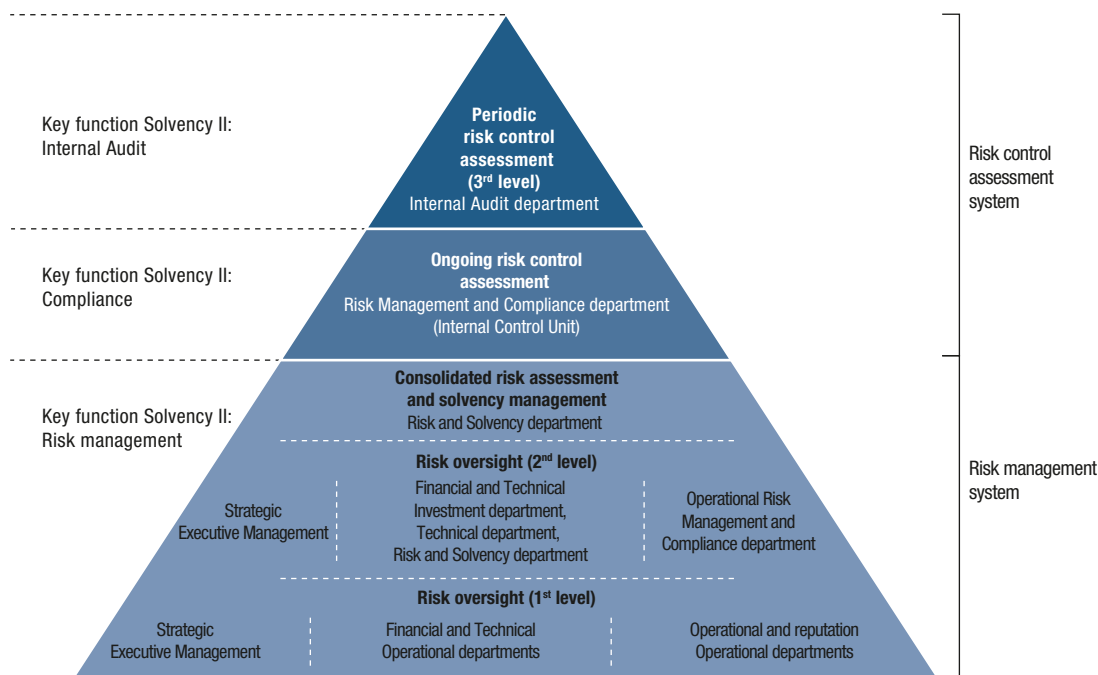 Key function Solvency II:
Internal Audit
Periodic
risk control
assessment
(3rd level)
Internal Audit department
Risk control
assessment
system
Key function Solvency II:
Compliance
Ongoing risk control
assessment
Risk Management and Compliance department
(Internal Control Unit)
Key function Solvency II:
Risk management
Consolidated risk assessment
and solvency management
Risk and Solvency department
Risk oversight (2nd level)
Strategic
Executive Management
Financial and Technical
Investment department,
Technical department,
Risk and Solvency department
Operational Risk
Management and
Compliance department
Risk management
system
Risk oversight (1st level)
Strategic
Executive Management
Financial and Technical
Operational departments
Operational and reputation
Operational departments